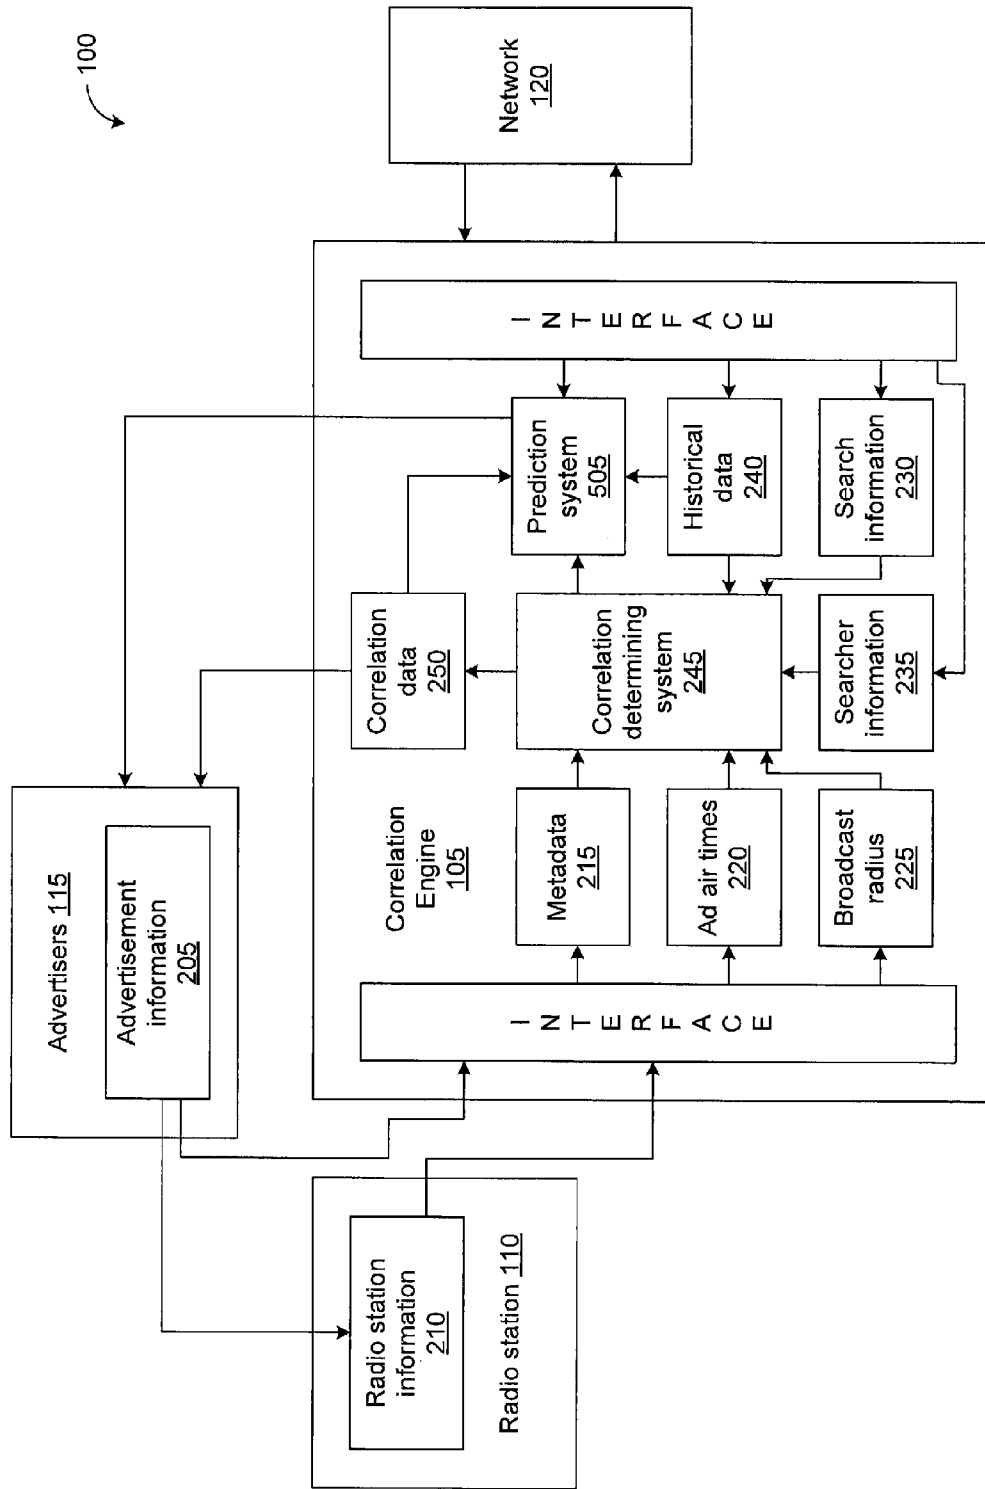 100
Advertisers 115
Advertisement
information
205
Radio station
information
210
Radio station 110
Correlation
Engine
105
INTERFACE
Metadata
215
Ad air times
220
Broadcast
radius
225
Correlation
data
250
Correlation
determining
system
245
Searcher
information
235
Prediction
system
505
Historical
data
240
Search
information
230
INTERFACE
Network
120